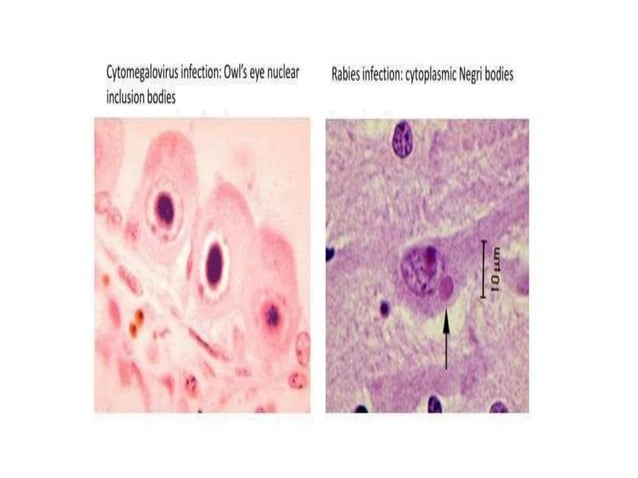 Cytomegalovirus infection: Owl's eye nuclear
inclusion bodies
Rabies infection: cytoplasmic Negri bodies
10 µm